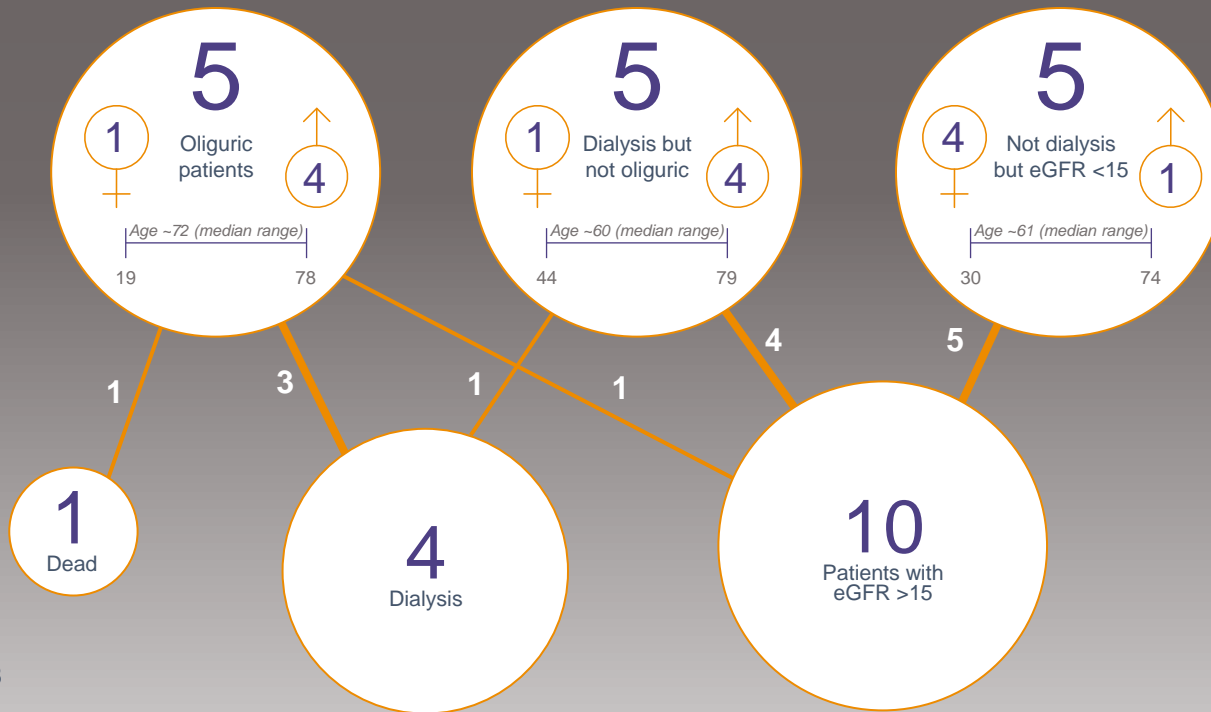 5
Oliguric
patients
1
4
Age ~72 (median range)
19 78
5
Dialysis but
not oliguric
1
4
Age ~60 (median range)
44 79
5
Not dialysis
but eGFR <15
4
1
Age ~61 (median range)
30 74
1
3
1
1
4
5
1
Dead
4
Dialysis
10
Patients with
eGFR >15